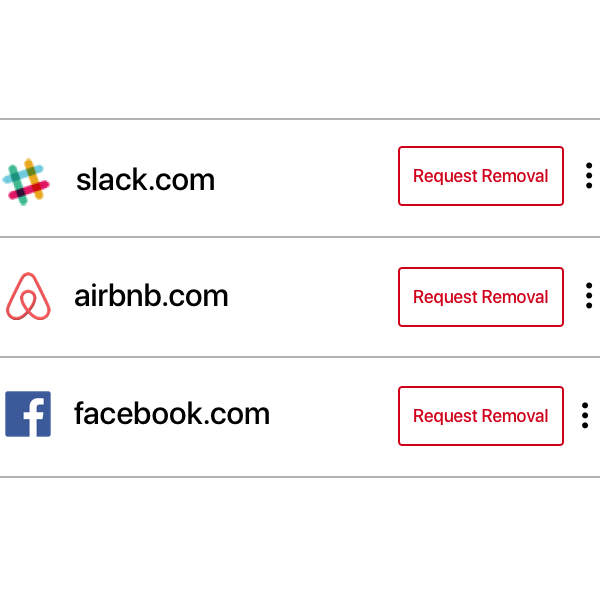 slack.com Request Removal
airbnb.com Request Removal
facebook.com Request Removal